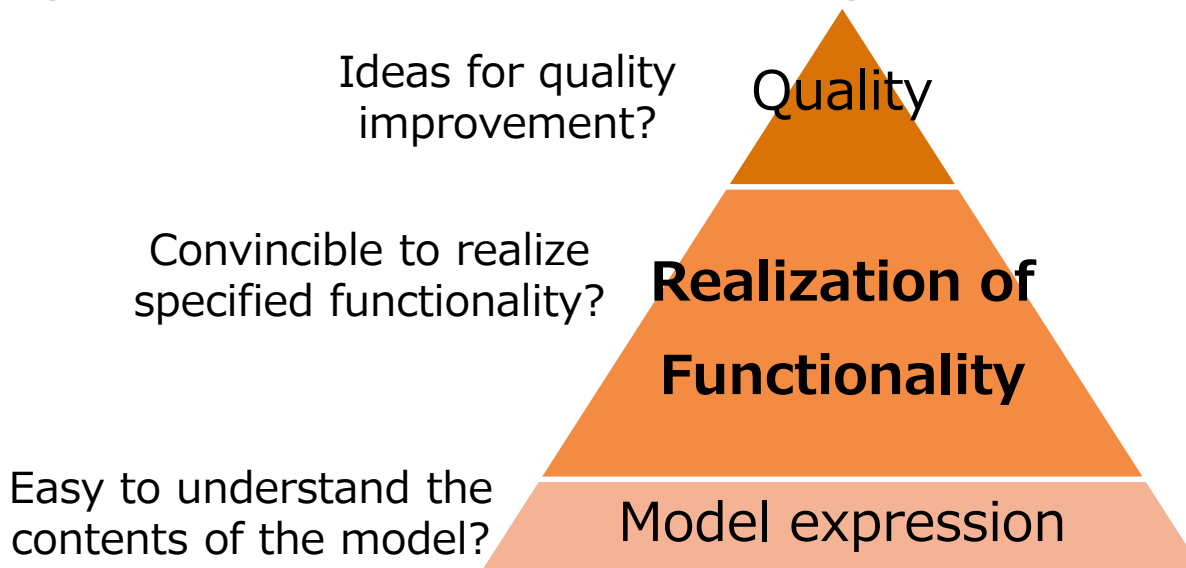 Ideas for quality
improvement?
Quality
Convincible to realize
specified functionality?
Realization of
Functionality
Easy to understand the
contents of the model?
Model expression